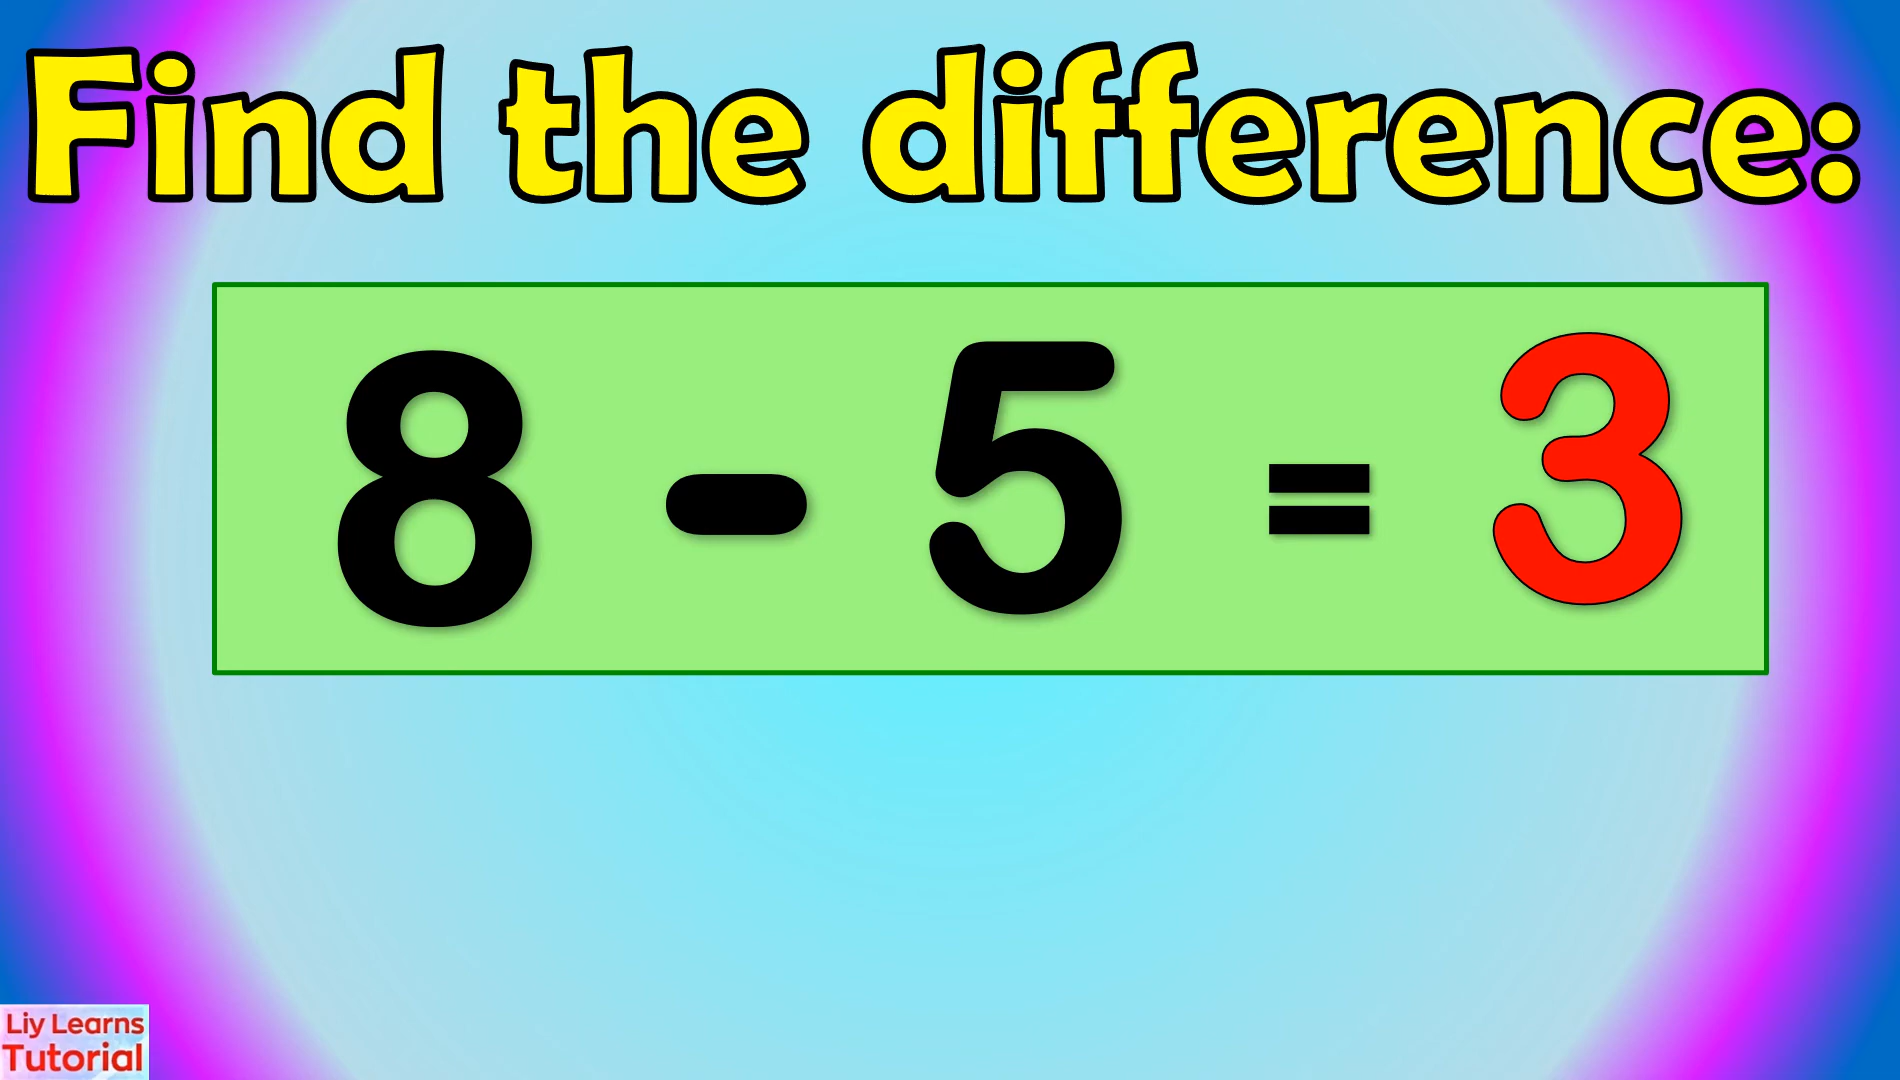 Find the difference:
8 - 5 = 3
Liy Learns
Tutorial